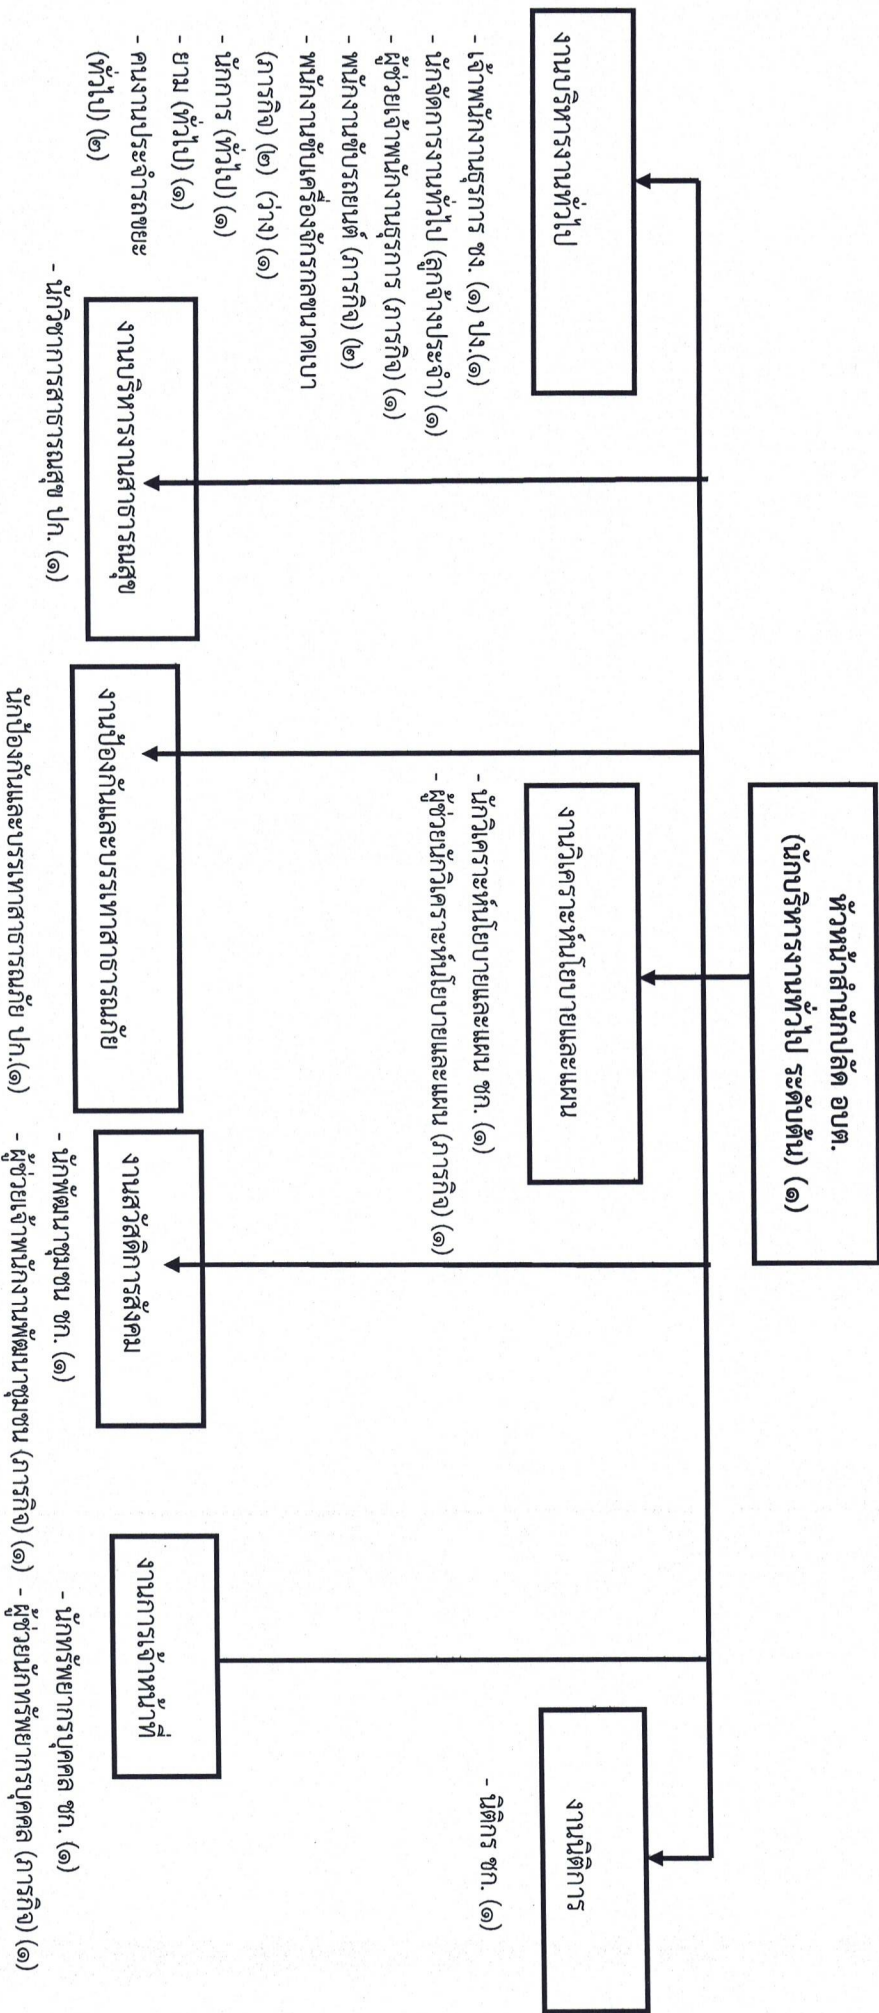 หัวหน้าสำนักปลัด อบต.
(นักบริหารงานทั่วไป ระดับต้น) (๑)
งานบริหารงานทั่วไป
- เจ้าพนักงานธุรการ ชง. (๑) ปง.(๑)
- นักจัดการงานทั่วไป (ลูกจ้างประจำ) (๑)
- ผู้ช่วยเจ้าพนักงานธุรการ (ภารกิจ) (๑)
- พนักงานขับรถยนต์ (ภารกิจ) (๒)
- พนักงานขับเครื่องจักรกลขนาดเบา
(ภารกิจ) (๒) (ว่าง) (๑)
- นักการ (ทั่วไป) (๑)
- ยาม (ทั่วไป) (๑)
- คนงานประจำรถขยะ
(ทั่วไป) (๒)
งานวิเคราะห์นโยบายและแผน
- นักวิเคราะห์นโยบายและแผน ชก. (๑)
- ผู้ช่วยนักวิเคราะห์นโยบายและแผน (ภารกิจ) (๑)
งานนิติการ
- นิติกร ชก. (๑)
งานบริหารงานสาธารณสุข
- นักวิชาการสาธารณสุข ปก. (๑)
งานป้องกันและบรรเทาสาธารณภัย
นักป้องกันและบรรเทาสาธารณภัย ปก.(๑)
งานสวัสดิการสังคม
- นักพัฒนาชุมชน ชก. (๑)
- ผู้ช่วยเจ้าพนักงานพัฒนาชุมชน (ภารกิจ) (๑)
งานการเจ้าหน้าที่
- นักทรัพยากรบุคคล ชก. (๑)
- ผู้ช่วยนักทรัพยากรบุคคล (ภารกิจ) (๑)